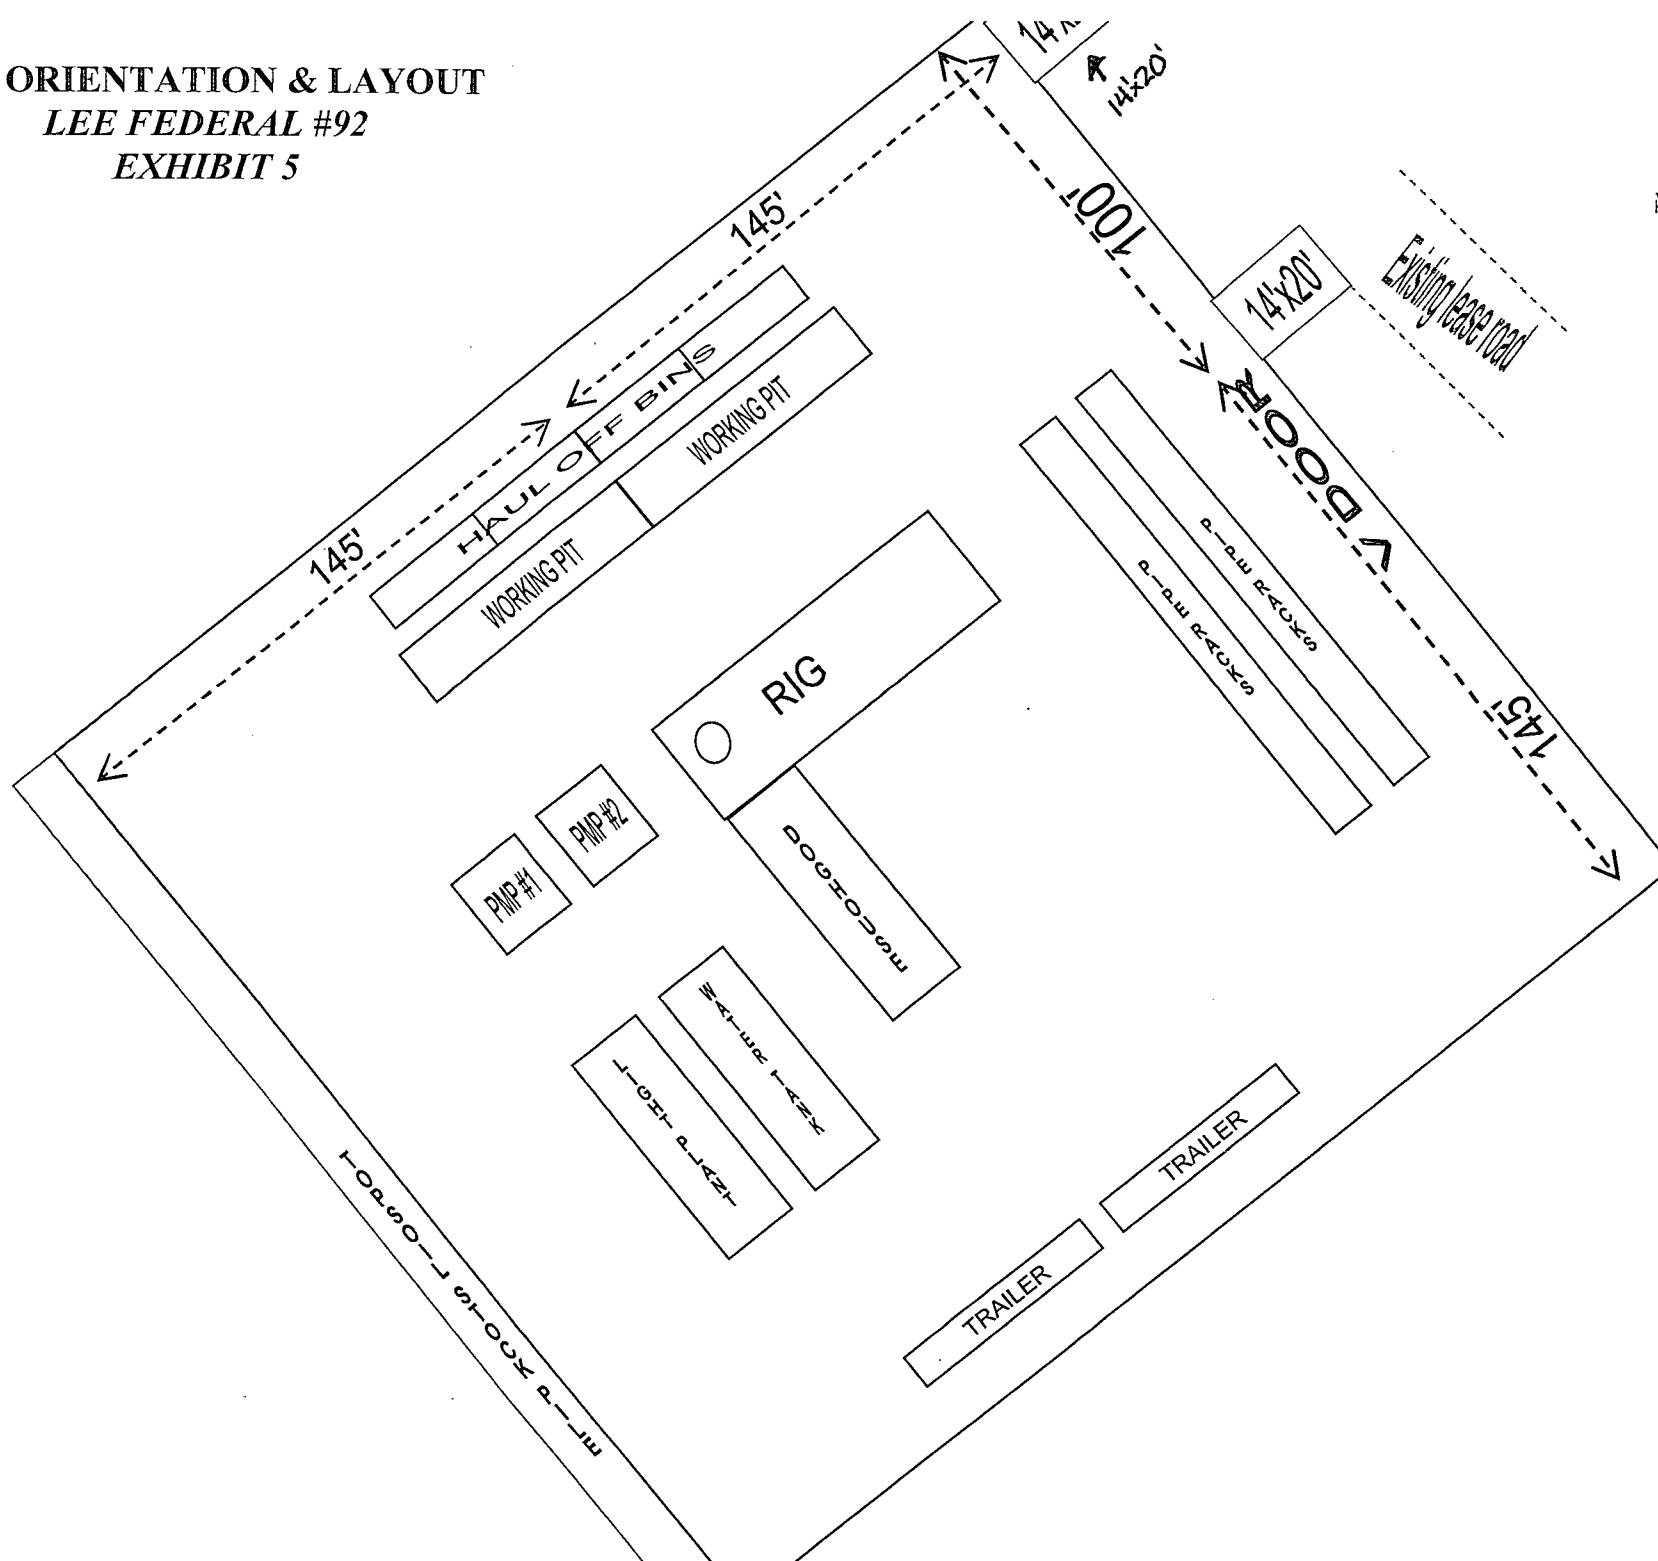 ORIENTATION & LAYOUT
LEE FEDERAL #92
EXHIBIT 5
14'x20'
145'
100'
14'x20'
Existing lease road
V DOOR
145'
HAUL OFF BINS
WORKING PIT
WORKING PIT
145'
PIPE RACKS
PIPE RACKS
RIG
PMP #2
PMP #1
DOGHOUSE
WATER TANK
LIGHT PLANT
TRAILER
TRAILER
TOPSOIL STOCK PILE